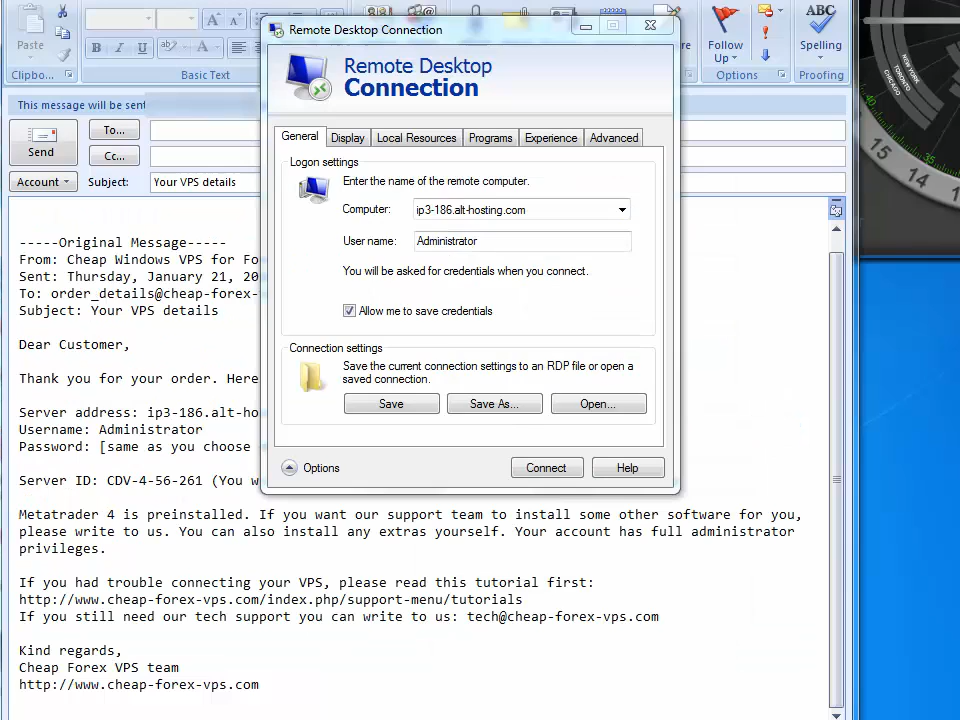 Remote Desktop Connection
Paste
B I U ab A
Clipbo...
Basic Text
Follow
Up
Options
ABC
Spelling
Proofing
NEW YORK
TORONTO
CHICAGO
40
35
15
14
13
This message will be sent
Send
To...
Cc...
Account
Subject:
Your VPS details
Remote Desktop
Connection
General Display Local Resources Programs Experience Advanced
Logon settings
Enter the name of the remote computer.
Computer: ip3-186.alt-hosting.com
User name: Administrator
You will be asked for credentials when you connect.
Allow me to save credentials
Connection settings
Save the current connection settings to an RDP file or open a
saved connection.
Save Save As... Open...
Options Connect Help
-----Original Message-----
From: Cheap Windows VPS for Fo
Sent: Thursday, January 21, 20
To: order_details@cheap-forex-
Subject: Your VPS details
Dear Customer,
Thank you for your order. Here
Server address: ip3-186.alt-ho
Username: Administrator
Password: [same as you choose
Server ID: CDV-4-56-261 (You w
Metatrader 4 is preinstalled. If you want our support team to install some other software for you,
please write to us. You can also install any extras yourself. Your account has full administrator
privileges.
If you had trouble connecting your VPS, please read this tutorial first:
http://www.cheap-forex-vps.com/index.php/support-menu/tutorials
If you still need our tech support you can write to us: tech@cheap-forex-vps.com
Kind regards,
Cheap Forex VPS team
http://www.cheap-forex-vps.com